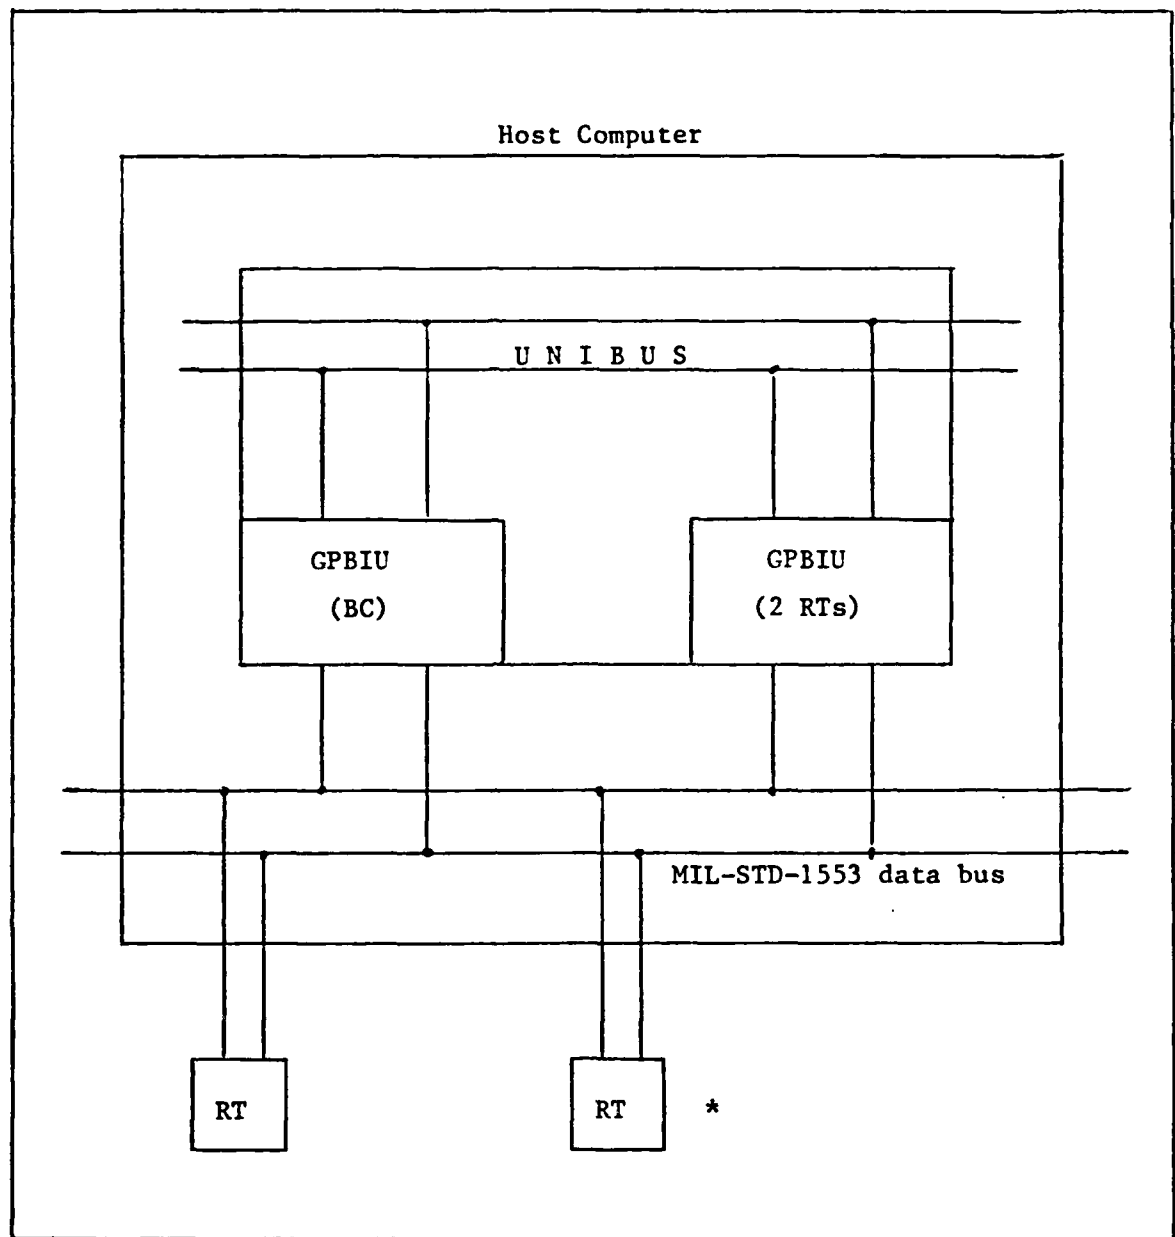 Host Computer
U N I B U S
GPBIU
(BC)
GPBIU
(2 RTs)
MIL-STD-1553 data bus
RT
RT *